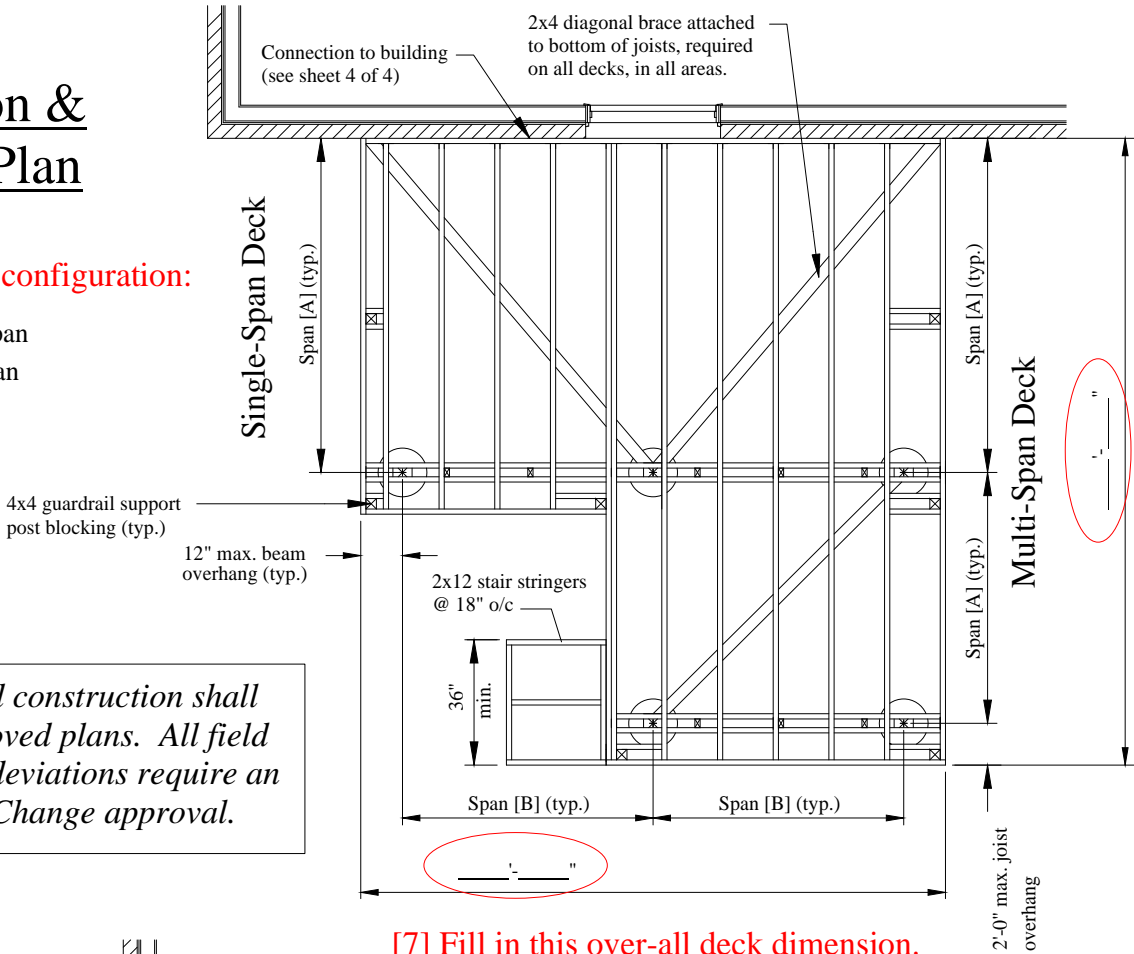 on &
Plan
configuration:
pan
an
Connection to building
(see sheet 4 of 4)
2x4 diagonal brace attached
to bottom of joists, required
on all decks, in all areas.
Single-Span Deck
Span [A] (typ.)
Span [A] (typ.)
Span [A] (typ.)
Multi-Span Deck
____'-____"
4x4 guardrail support
post blocking (typ.)
12" max. beam
overhang (typ.)
2x12 stair stringers
@ 18" o/c
36"
min.
d construction shall
oved plans.  All field
deviations require an
Change approval.
Span [B] (typ.)
Span [B] (typ.)
____'-____"
2'-0" max. joist
overhang
[7] Fill in this over-all deck dimension.